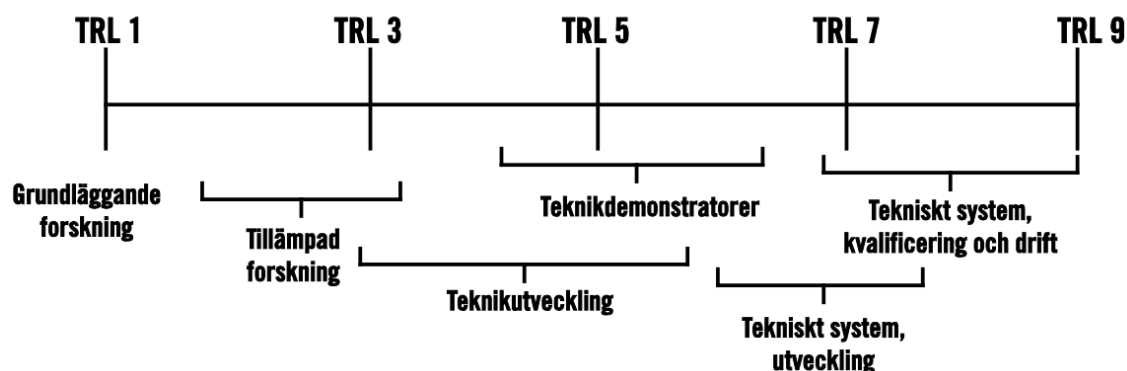 TRL 1
TRL 3
TRL 5
TRL 7
TRL 9
Grundläggande
forskning
Tillämpad
forskning
Teknikutveckling
Teknikdemonstratorer
Tekniskt system,
utveckling
Tekniskt system,
kvalificering och drift